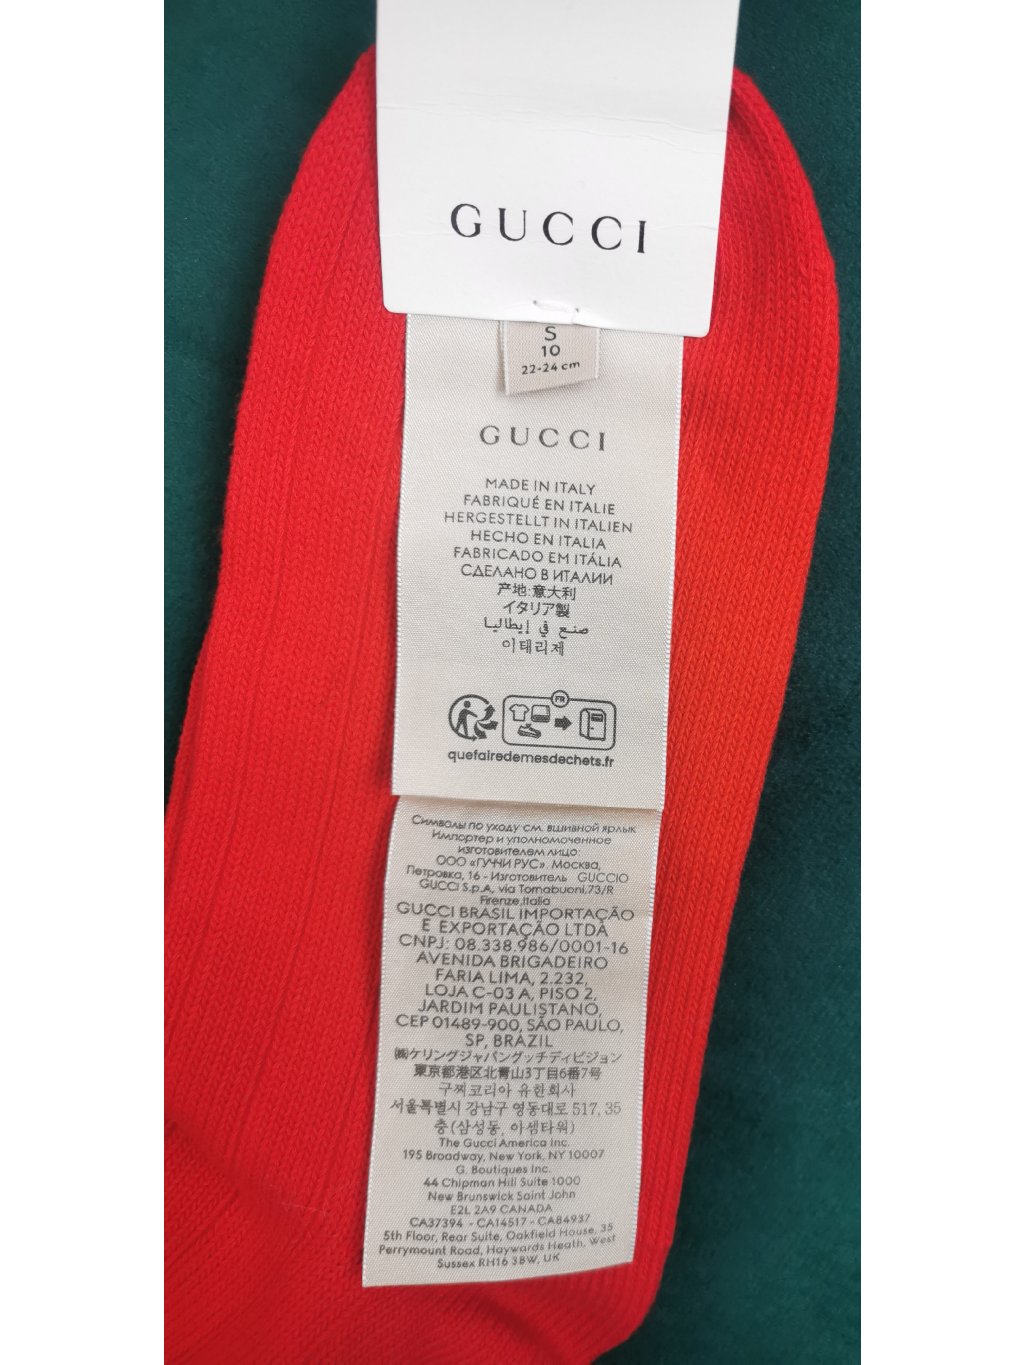 GUCCI
S
10
22-24 cm
GUCCI
MADE IN ITALY
FABRIQUÉ EN ITALIE
HERGESTELLT IN ITALIEN
HECHO EN ITALIA
FABRICADO EM ITÁLIA
СДЕЛАНО В ИТАЛИИ
产地:意大利
イタリア製
صنع في إيطاليا
이태리제
FR
quefairedemesdechets.fr
Символы по уходу см. вшивной ярлык
Импортер и уполномоченное
изготовителем лицо:
ООО «ГУЧЧИ РУС». Москва,
Петровка, 16 - Изготовитель GUCCIO
GUCCI S.p.A, via Tornabuoni,73/R
Firenze,Italia
GUCCI BRASIL IMPORTAÇÃO
E EXPORTAÇÃO LTDA
CNPJ: 08.338.986/0001-16
AVENIDA BRIGADEIRO
FARIA LIMA, 2.232,
LOJA C-03 A, PISO 2,
JARDIM PAULISTANO,
CEP 01489-900, SÃO PAULO,
SP, BRAZIL
㈱ケリングジャパングッチディビジョン
東京都港区北青山3丁目6番7号
구찌코리아 유한회사
서울특별시 강남구 영동대로 517, 35
층(삼성동, 아셈타워)
The Gucci America Inc.
195 Broadway, New York, NY 10007
G. Boutiques Inc.
44 Chipman Hill Suite 1000
New Brunswick Saint John
E2L 2A9 CANADA
CA37394 - CA14517 - CA84937
5th Floor, Rear Suite, Oakfield House, 35
Perrymount Road, Haywards Heath, West
Sussex RH16 3BW, UK